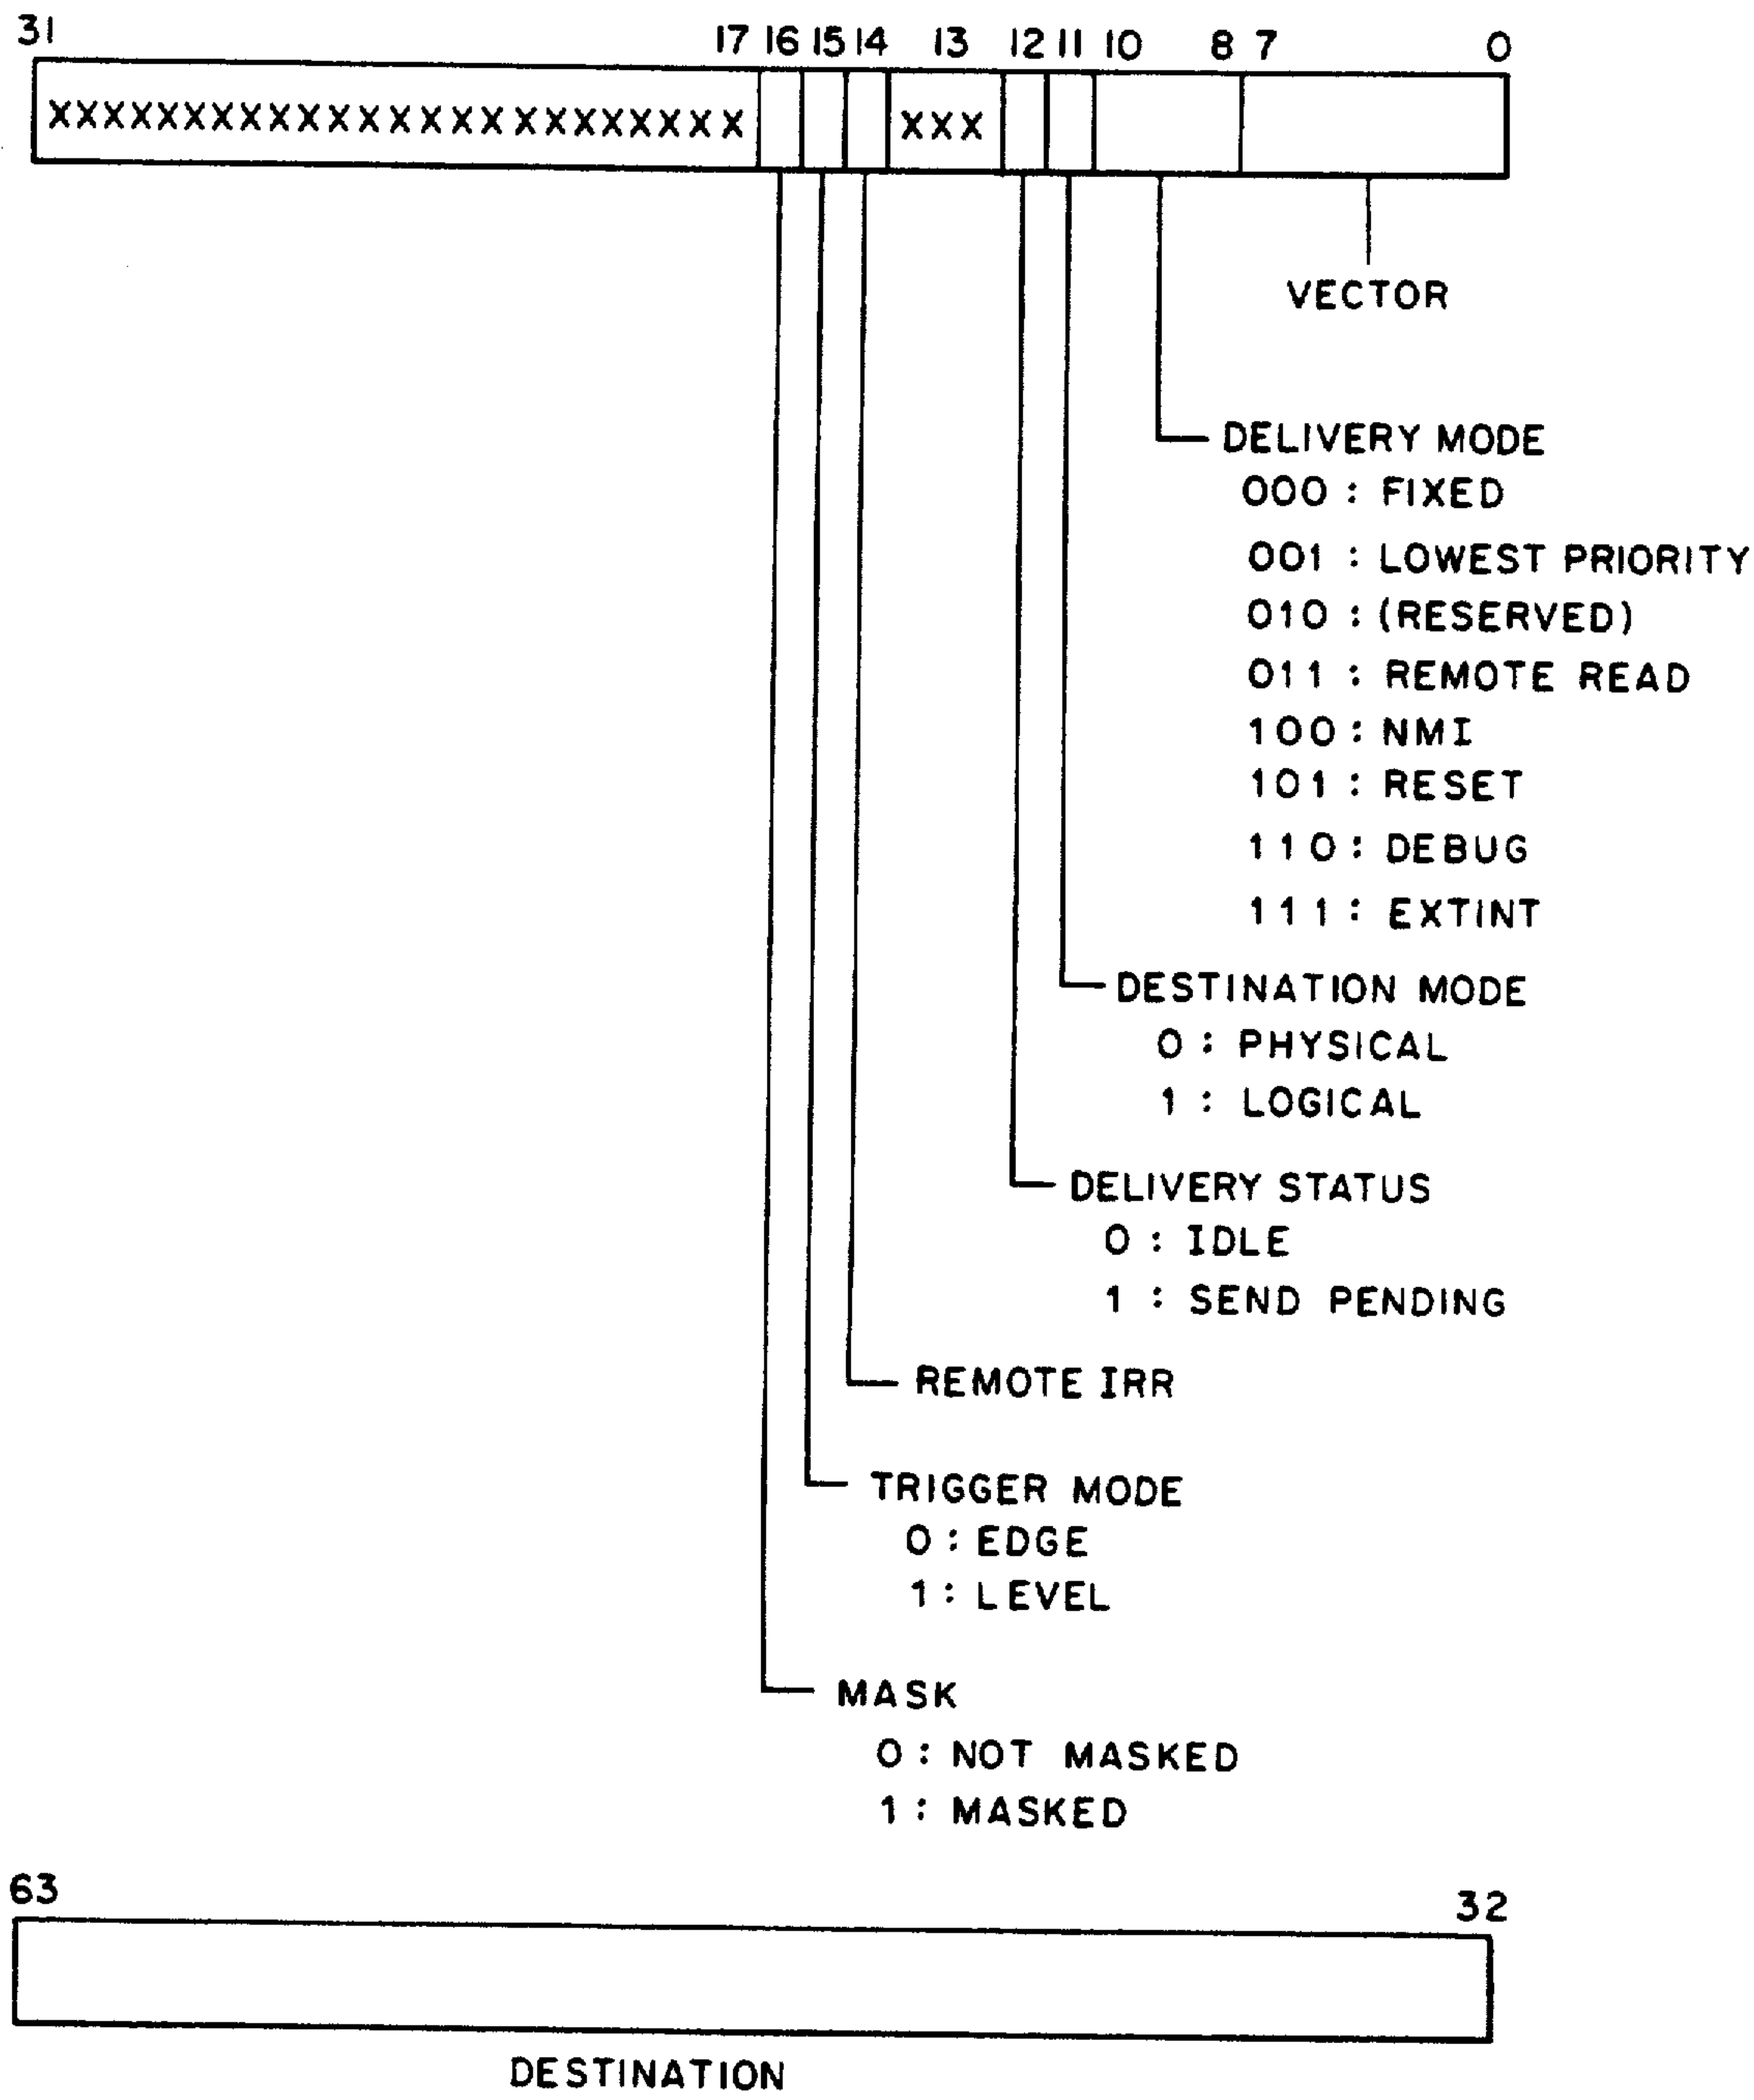 31 17 16 15 14 13 12 11 10 8 7 0
XXXXXXXXXXXXXXXXXXXXXXXX XXX
VECTOR
DELIVERY MODE
000 : FIXED
001 : LOWEST PRIORITY
010 : (RESERVED)
011 : REMOTE READ
100 : NMI
101 : RESET
110 : DEBUG
111 : EXTINT
DESTINATION MODE
0 : PHYSICAL
1 : LOGICAL
DELIVERY STATUS
0 : IDLE
1 : SEND PENDING
REMOTE IRR
TRIGGER MODE
0 : EDGE
1 : LEVEL
MASK
0 : NOT MASKED
1 : MASKED
63 32
DESTINATION